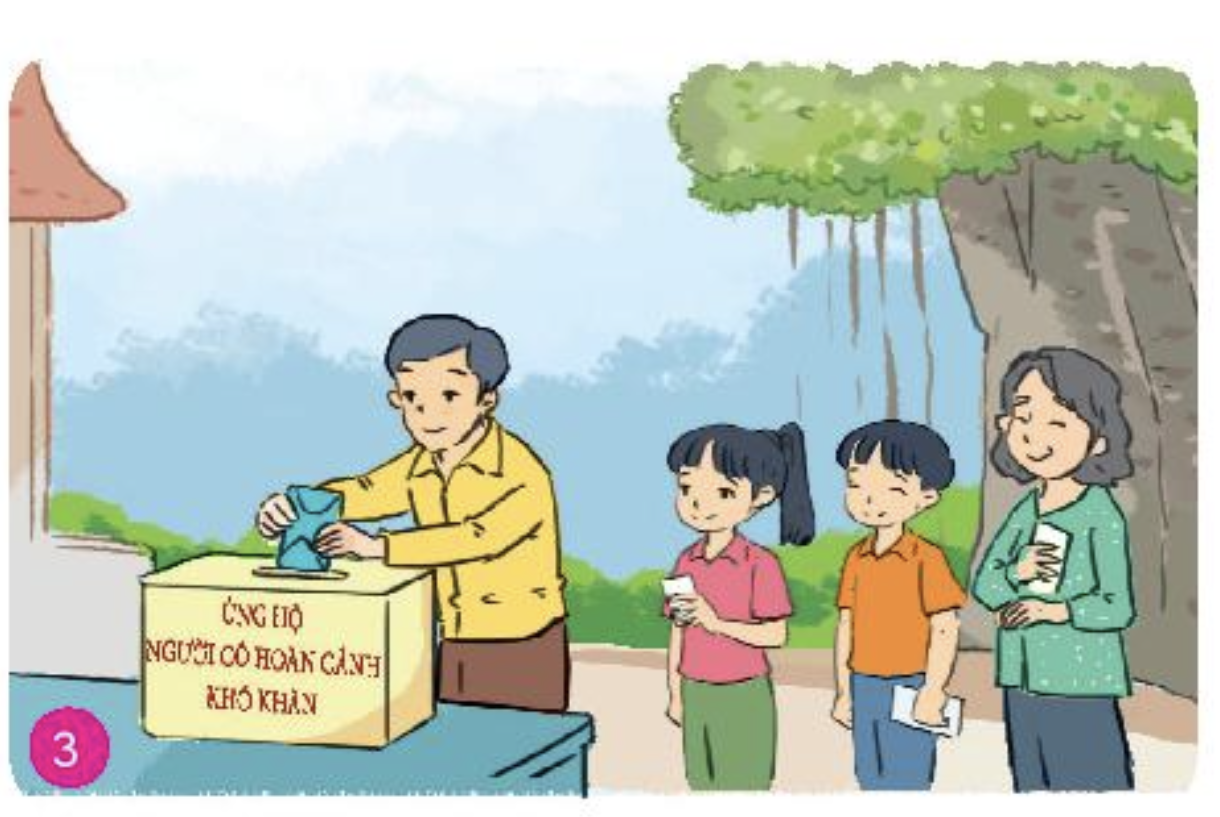 ỦNG HỘ
NGƯỜI CÓ HOÀN CẢNH
KHÓ KHĂN
3